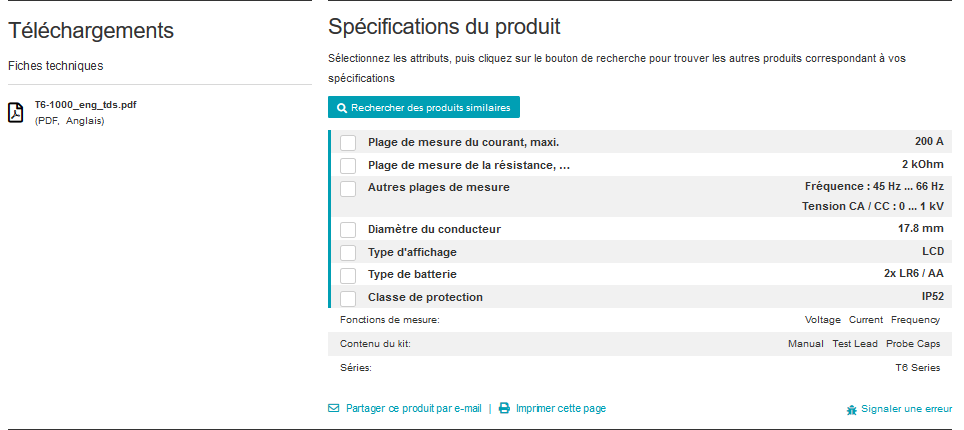 Téléchargements
Fiches techniques
T6-1000_eng_tds.pdf
(PDF, Anglais)
Spécifications du produit
Sélectionnez les attributs, puis cliquez sur le bouton de recherche pour trouver les autres produits correspondant à vos
spécifications
Rechercher des produits similaires
Plage de mesure du courant, maxi. 200 A
Plage de mesure de la résistance, … 2 kOhm
Autres plages de mesure Fréquence : 45 Hz ... 66 Hz
Tension CA / CC : 0 ... 1 kV
Diamètre du conducteur 17.8 mm
Type d'affichage LCD
Type de batterie 2x LR6 / AA
Classe de protection IP52
Fonctions de mesure: Voltage Current Frequency
Contenu du kit: Manual Test Lead Probe Caps
Séries: T6 Series
Partager ce produit par e-mail | Imprimer cette page Signaler une erreur